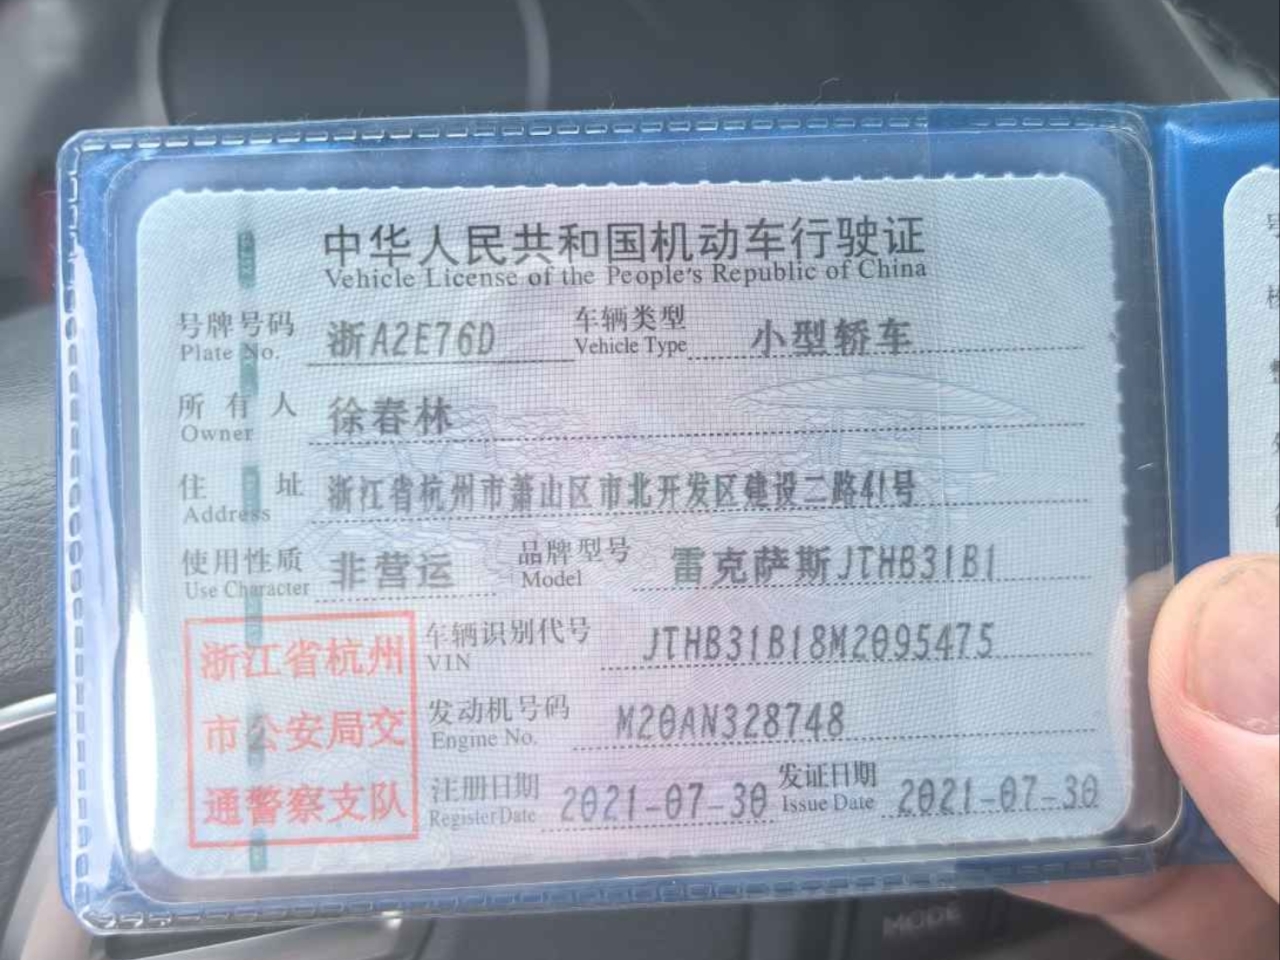 中华人民共和国机动车行驶证
Vehicle License of the People's Republic of China
号牌号码 浙A2E76D 车辆类型 小型轿车
Plate No. Vehicle Type
所有人 徐春林
Owner
住址 浙江省杭州市萧山区市北开发区建设二路41号
Address
使用性质 非营运 品牌型号 雷克萨斯JTHB31B1
Use Character Model
浙江省杭州
市公安局交
通警察支队
车辆识别代号 JTHB31B18M2095475
VIN
发动机号码 M20AN328748
Engine No.
注册日期 2021-07-30 发证日期 2021-07-30
Register Date Issue Date
MODE